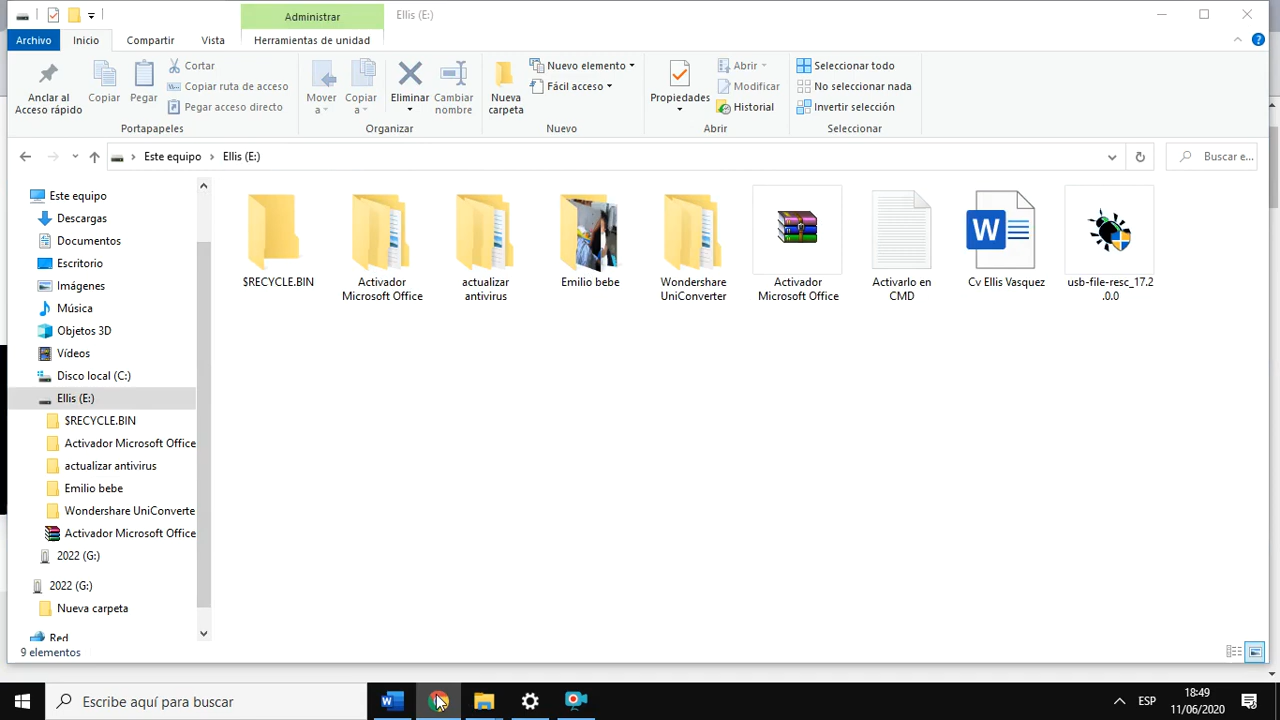 Administrar
Ellis (E:)
Archivo
Inicio
Compartir
Vista
Herramientas de unidad
Anclar al
Acceso rápido
Copiar
Pegar
Cortar
Copiar ruta de acceso
Pegar acceso directo
Portapapeles
Mover
a
Copiar
a
Eliminar
Cambiar
nombre
Organizar
Nueva
carpeta
Nuevo elemento
Fácil acceso
Nuevo
Propiedades
Abrir
Modificar
Historial
Abrir
Seleccionar todo
No seleccionar nada
Invertir selección
Seleccionar
Este equipo > Ellis (E:)
Buscar e...
Este equipo
Descargas
Documentos
Escritorio
Imágenes
Música
Objetos 3D
Vídeos
Disco local (C:)
Ellis (E:)
$RECYCLE.BIN
Activador Microsoft Office
actualizar antivirus
Emilio bebe
Wondershare UniConverte
Activador Microsoft Office
2022 (G:)
2022 (G:)
Nueva carpeta
Red
$RECYCLE.BIN
Activador
Microsoft Office
actualizar
antivirus
Emilio bebe
Wondershare
UniConverter
Activador
Microsoft Office
Activarlo en
CMD
Cv Ellis Vasquez
usb-file-resc_17.2
.0.0
9 elementos
Escribe aquí para buscar
ESP
18:49
11/06/2020